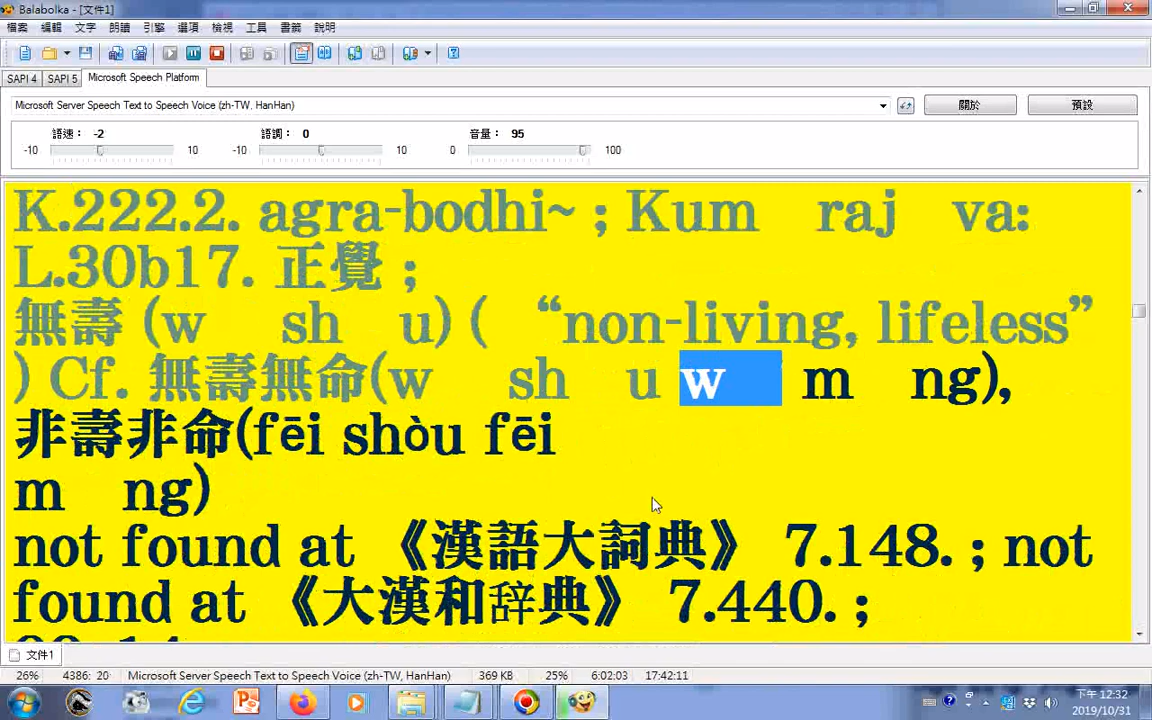 Balabolka - [文件1]
檔案 編輯 文字 朗讀 引擎 選項 檢視 工具 書籤 說明
SAPI 4 SAPI 5 Microsoft Speech Platform
Microsoft Server Speech Text to Speech Voice (zh-TW, HanHan) 關於 預設
語速： -2 語調： 0 音量： 95
-10 10 -10 10 0 100
K.222.2. agra-bodhi~ ; Kum raj va:
L.30b17. 正覺 ;
無壽 (w sh u) ( “non-living, lifeless”
) Cf. 無壽無命(w sh u w m ng),
非壽非命(fēi shòu fēi
m ng)
not found at 《漢語大詞典》 7.148. ; not
found at 《大漢和辞典》 7.440. ;
文件1
26% 4386: 20 Microsoft Server Speech Text to Speech Voice (zh-TW, HanHan) 369 KB 25% 6:02:03 17:42:11
下午 12:32
2019/10/31